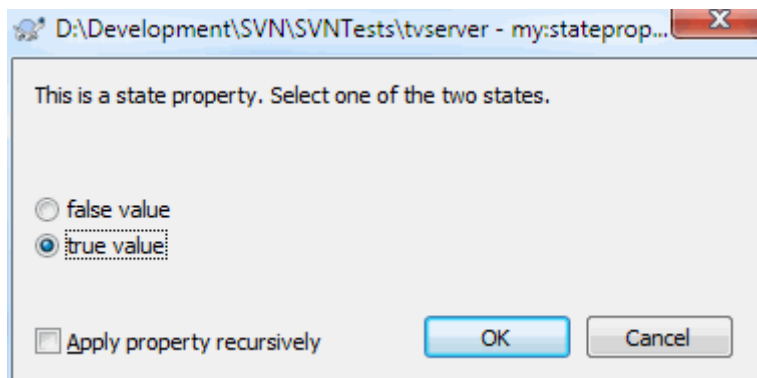 D:\Development\SVN\SVNTests\tvserver - my:stateprop...
This is a state property. Select one of the two states.
false value
true value
Apply property recursively
OK
Cancel